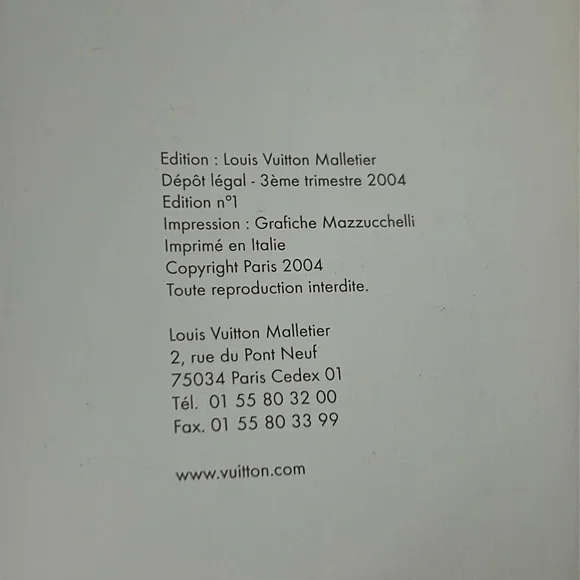 Edition : Louis Vuitton Malletier
Dépôt légal - 3ème trimestre 2004
Edition n°1
Impression : Grafiche Mazzucchelli
Imprimé en Italie
Copyright Paris 2004
Toute reproduction interdite.
Louis Vuitton Malletier
2, rue du Pont Neuf
75034 Paris Cedex 01
Tél. 01 55 80 32 00
Fax. 01 55 80 33 99
www.vuitton.com